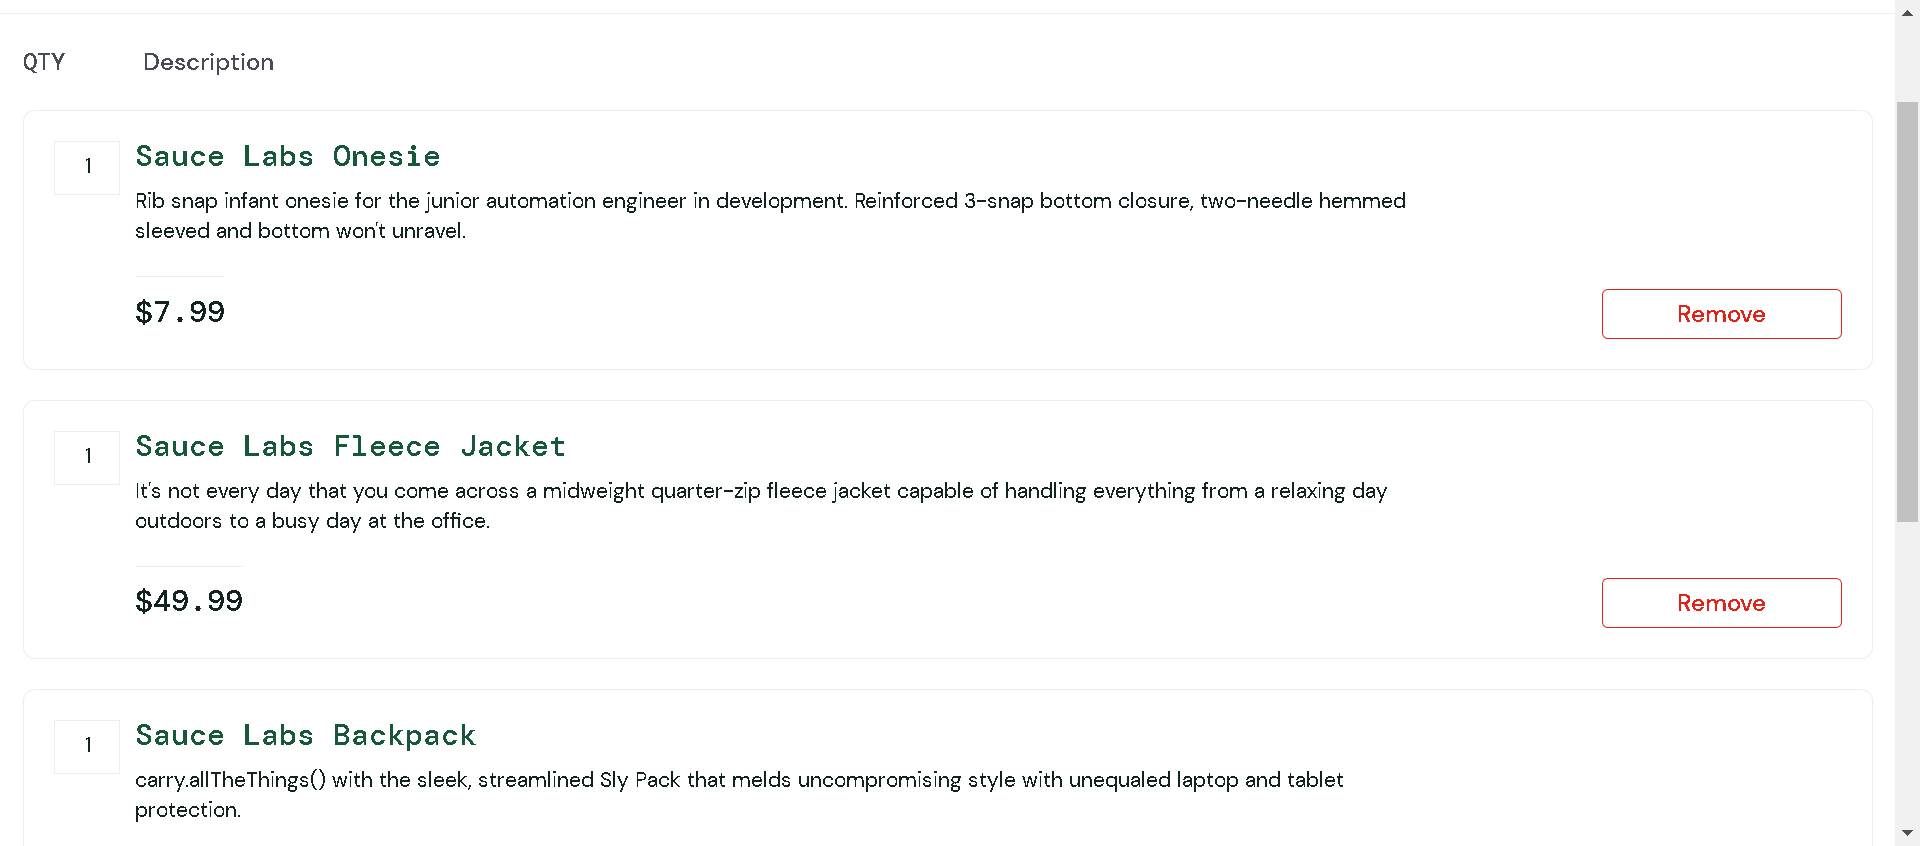 QTY Description
1
Sauce Labs Onesie
Rib snap infant onesie for the junior automation engineer in development. Reinforced 3-snap bottom closure, two-needle hemmed
sleeved and bottom won't unravel.
$7.99
Remove
1
Sauce Labs Fleece Jacket
It's not every day that you come across a midweight quarter-zip fleece jacket capable of handling everything from a relaxing day
outdoors to a busy day at the office.
$49.99
Remove
1
Sauce Labs Backpack
carry.allTheThings() with the sleek, streamlined Sly Pack that melds uncompromising style with unequaled laptop and tablet
protection.